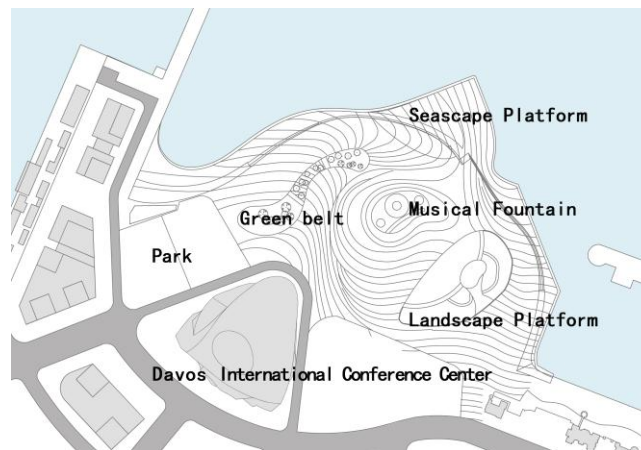 Seascape Platform
Green belt
Musical Fountain
Park
Landscape Platform
Davos International Conference Center